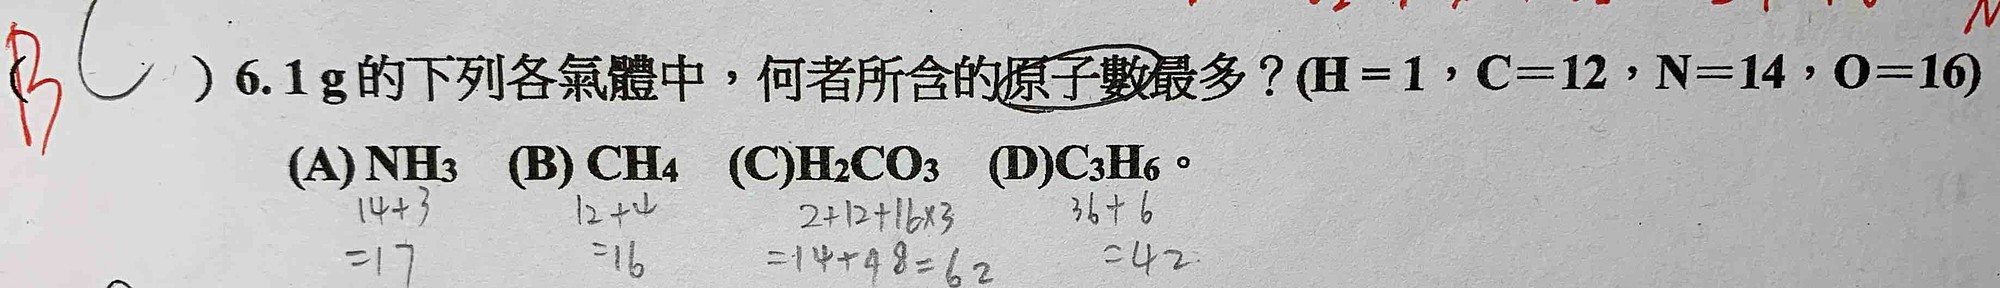 B ( C ) 6. 1 g 的下列各氣體中，何者所含的原子數最多？(H = 1，C=12，N=14，O=16)
(A) NH3 (B) CH4 (C)H2CO3 (D)C3H6。
14+3 12+4 2+12+16×3 36+6
=17 =16 =14+48=62 =42